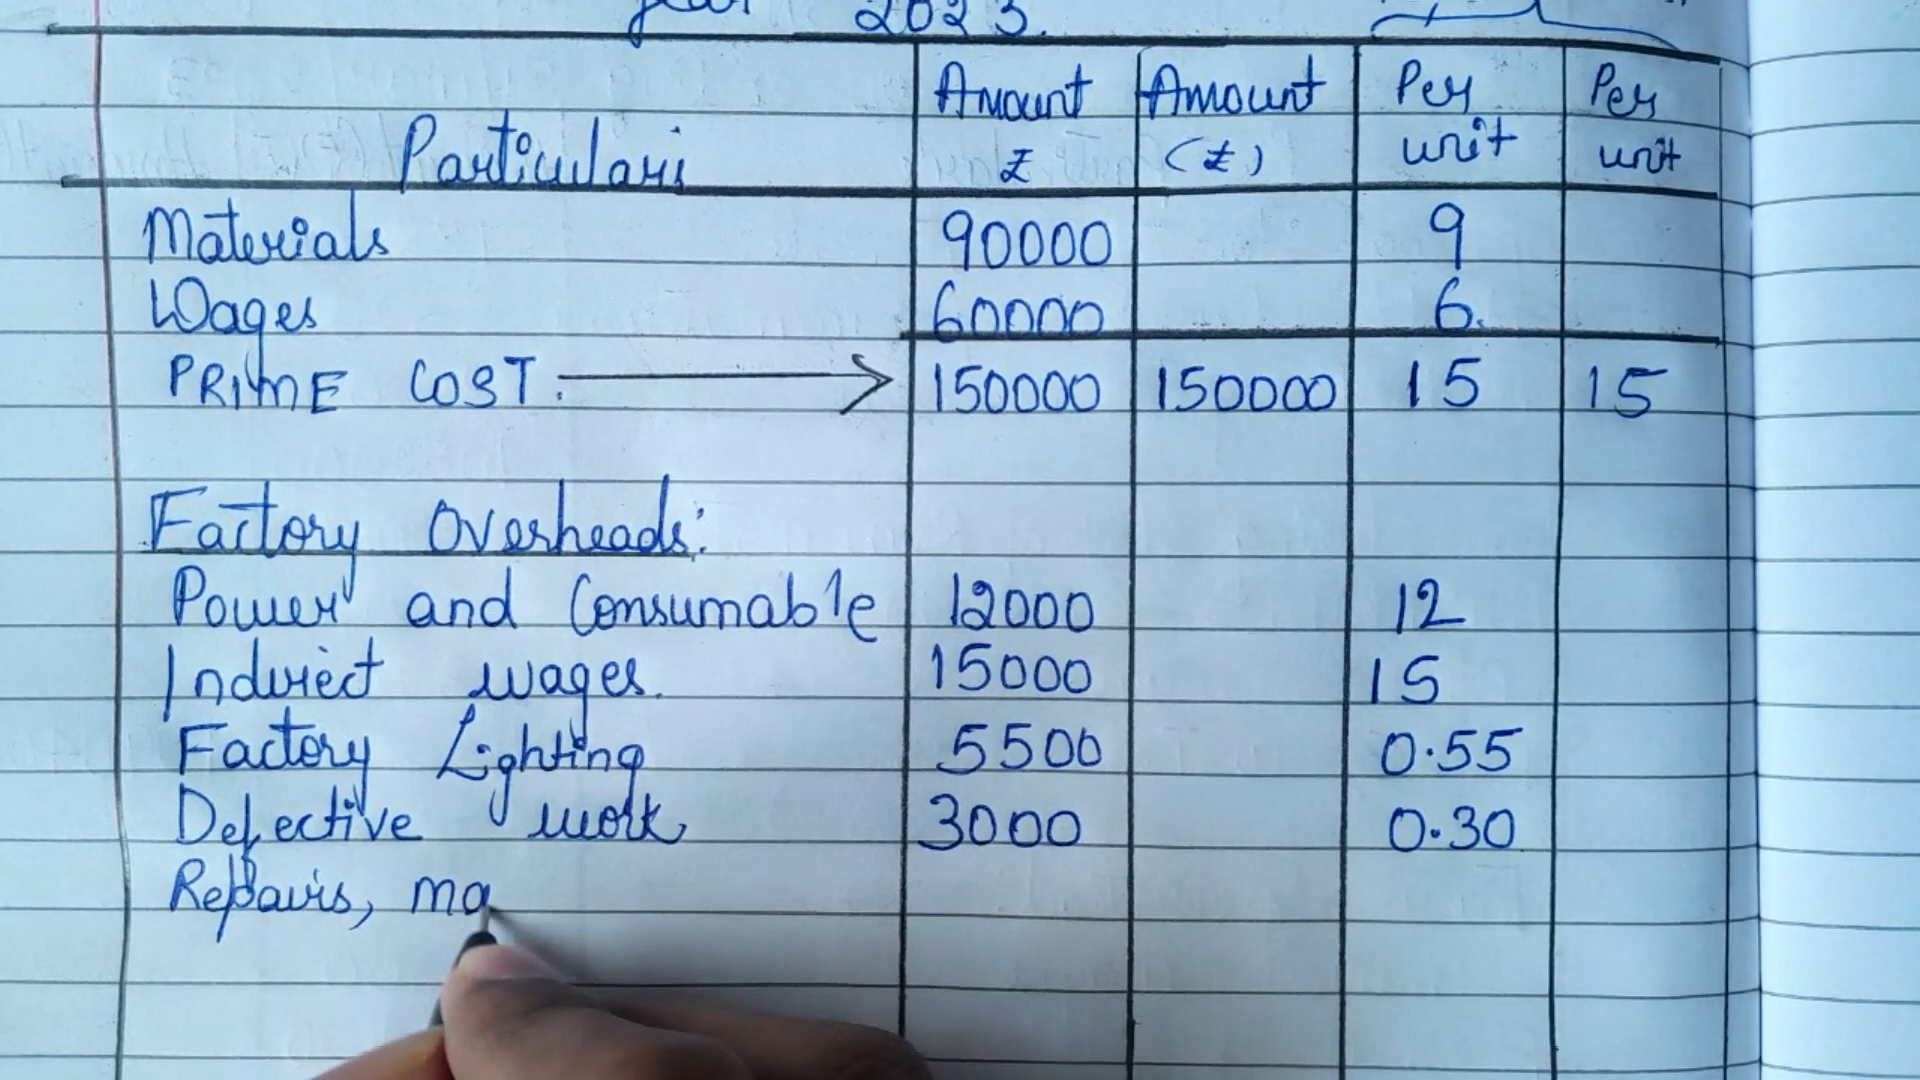 year 2023.
Particulars Amount ₹ Amount (₹) Per unit Per unit
Materials 90000 9
Wages 60000 6.
PRIME COST. → 150000 150000 15 15
Factory Overheads:
Power and Consumable 12000 12
Indirect wages. 15000 15
Factory Lighting 5500 0.55
Defective work 3000 0.30
Repairs, ma